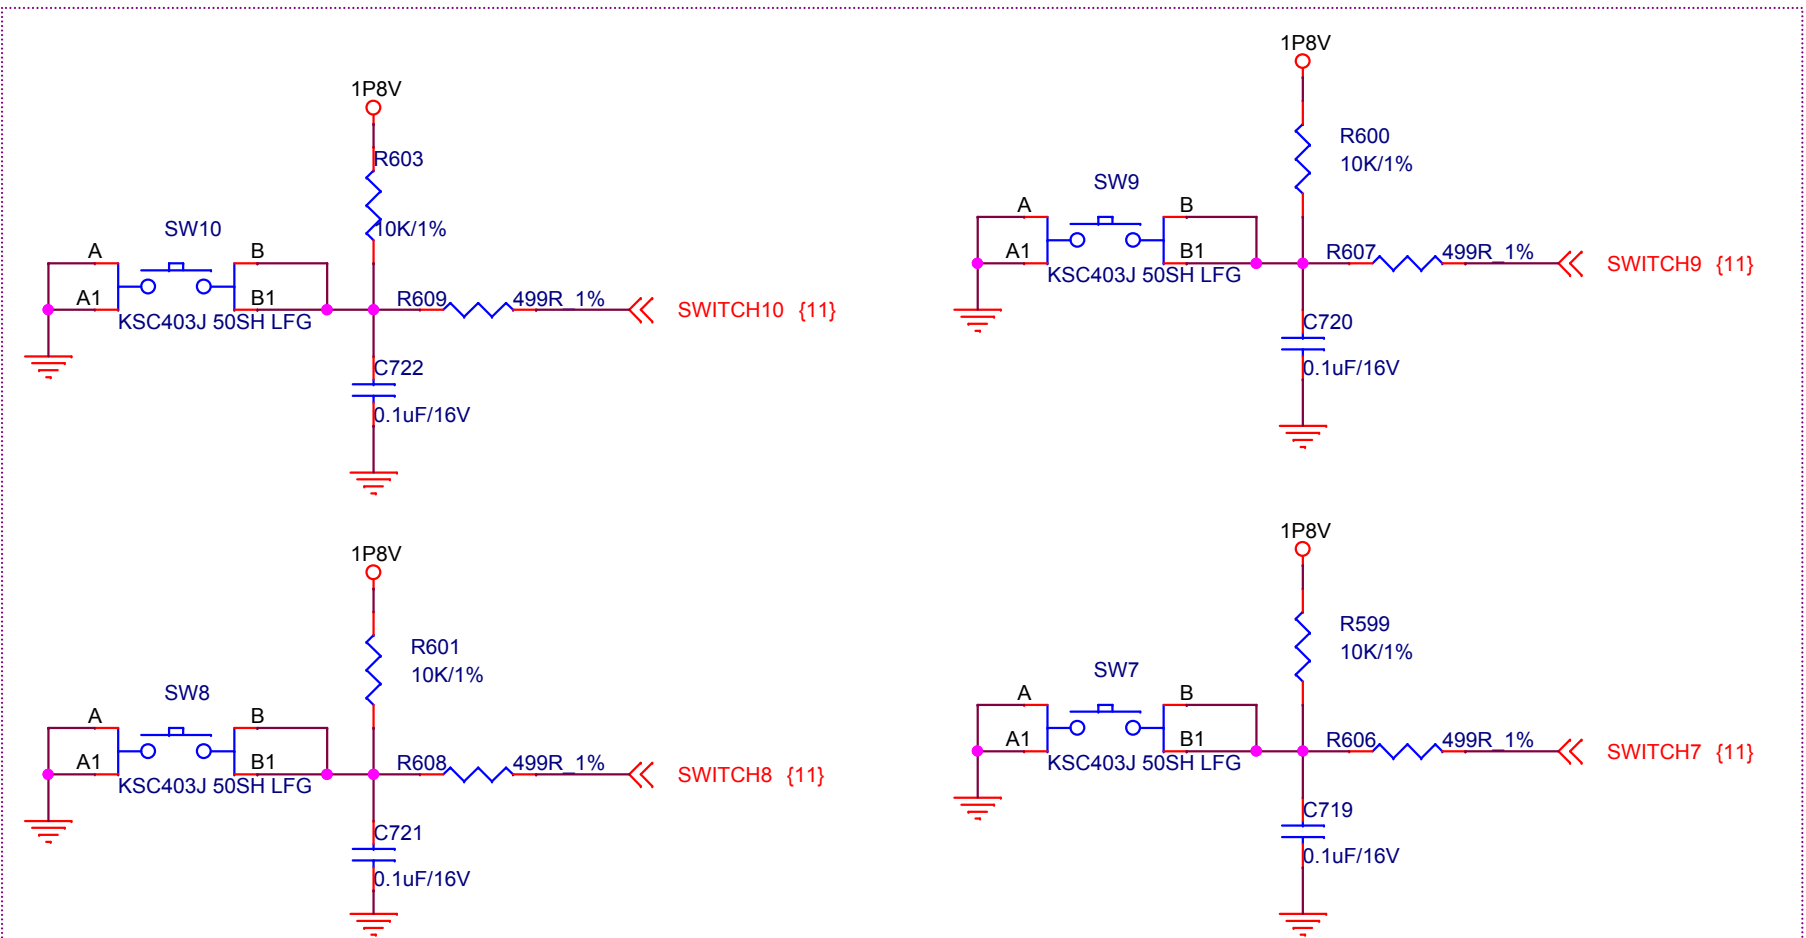 1P8V
R603
10K/1%
SW10
A
B
A1
B1
KSC403J 50SH LFG
R609
499R_1%
SWITCH10 {11}
C722
0.1uF/16V
1P8V
R600
10K/1%
SW9
A
B
A1
B1
KSC403J 50SH LFG
R607
499R_1%
SWITCH9 {11}
C720
0.1uF/16V
1P8V
R601
10K/1%
SW8
A
B
A1
B1
KSC403J 50SH LFG
R608
499R_1%
SWITCH8 {11}
C721
0.1uF/16V
1P8V
R599
10K/1%
SW7
A
B
A1
B1
KSC403J 50SH LFG
R606
499R_1%
SWITCH7 {11}
C719
0.1uF/16V